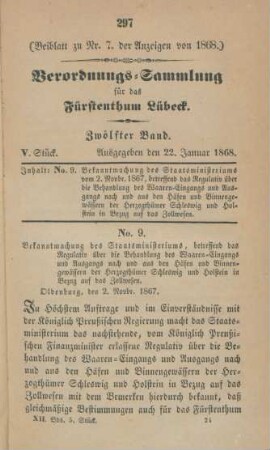 297
(Beiblatt zu Nr. 7. der Anzeigen von 1868.)
Verordnungs-Sammlung
für das
Fürstenthum Lübeck.
Zwölfter Band.
V. Stück. Ausgegeben den 22. Januar 1868.
Inhalt: No. 9. Bekanntmachung des Staatsministeriums
vom 2. Novbr. 1867, betreffend das Regulativ über
die Behandlung des Waaren-Eingangs und Aus-
gangs nach und aus den Häfen und Binnenge-
wässern der Herzogthümer Schleswig und Hol-
stein in Bezug auf das Zollwesen.
No. 9.
Bekanntmachung des Staatsministeriums, betreffend das
Regulativ über die Behandlung des Waaren-Eingangs
und Ausgangs nach und aus den Häfen und Binnen-
gewässern der Herzogthümer Schleswig und Holstein in
Bezug auf das Zollwesen.
Oldenburg, den 2. Novbr. 1867.
In Höchstem Auftrage und im Einverständnisse mit
der Königlich Preußischen Regierung macht das Staats-
ministerium das nachstehende, vom Königlich Preußi-
schen Finanzminister erlassene Regulativ über die Be-
handlung des Waaren-Eingangs und Ausgangs nach
und aus den Häfen und Binnengewässern der Her-
zogthümer Schleswig und Holstein in Bezug auf das
Zollwesen mit dem Bemerken hierdurch bekannt, daß
gleichmäßige Bestimmungen auch für das Fürstenthum
XII. Bds. 5. Stück. 24